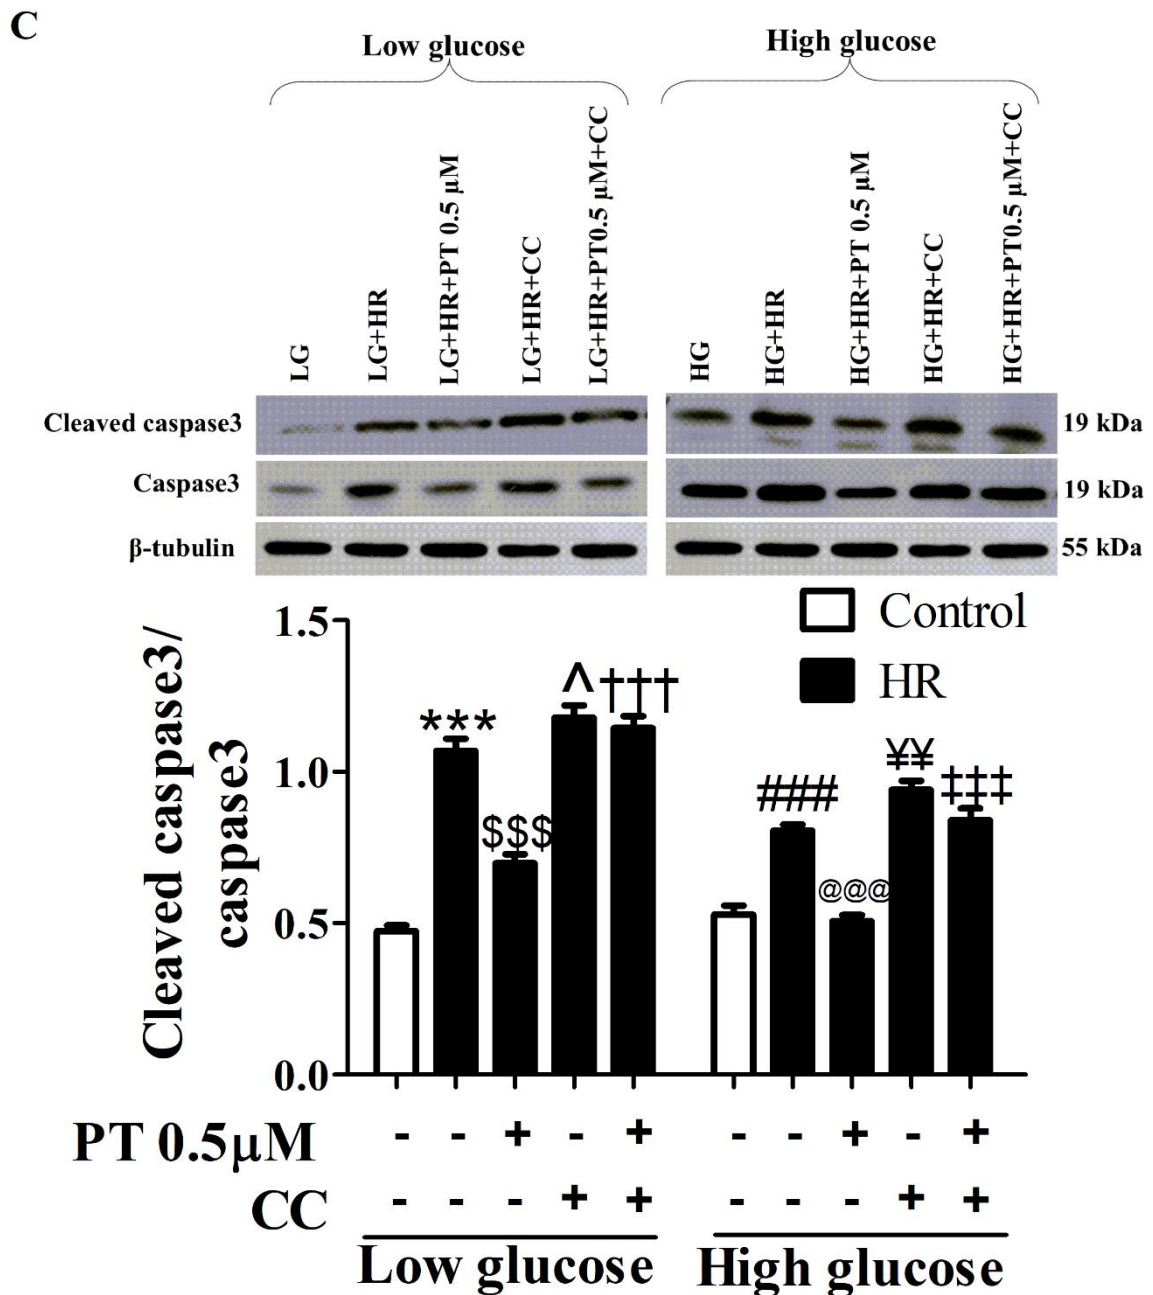 C
Low glucose
High glucose
LG
LG+HR
LG+HR+PT 0.5 μM
LG+HR+CC
LG+HR+PT0.5 μM+CC
HG
HG+HR
HG+HR+PT 0.5 μM
HG+HR+CC
HG+HR+PT0.5 μM+CC
Cleaved caspase3
19 kDa
Caspase3
19 kDa
β-tubulin
55 kDa
Control
HR
Cleaved caspase3/
caspase3
1.5
1.0
0.5
0.0
***
$$$
^
†††
###
@@@
¥¥
‡‡‡
PT 0.5μM - - + - + - - + - +
CC - - - + + - - - + +
Low glucose
High glucose